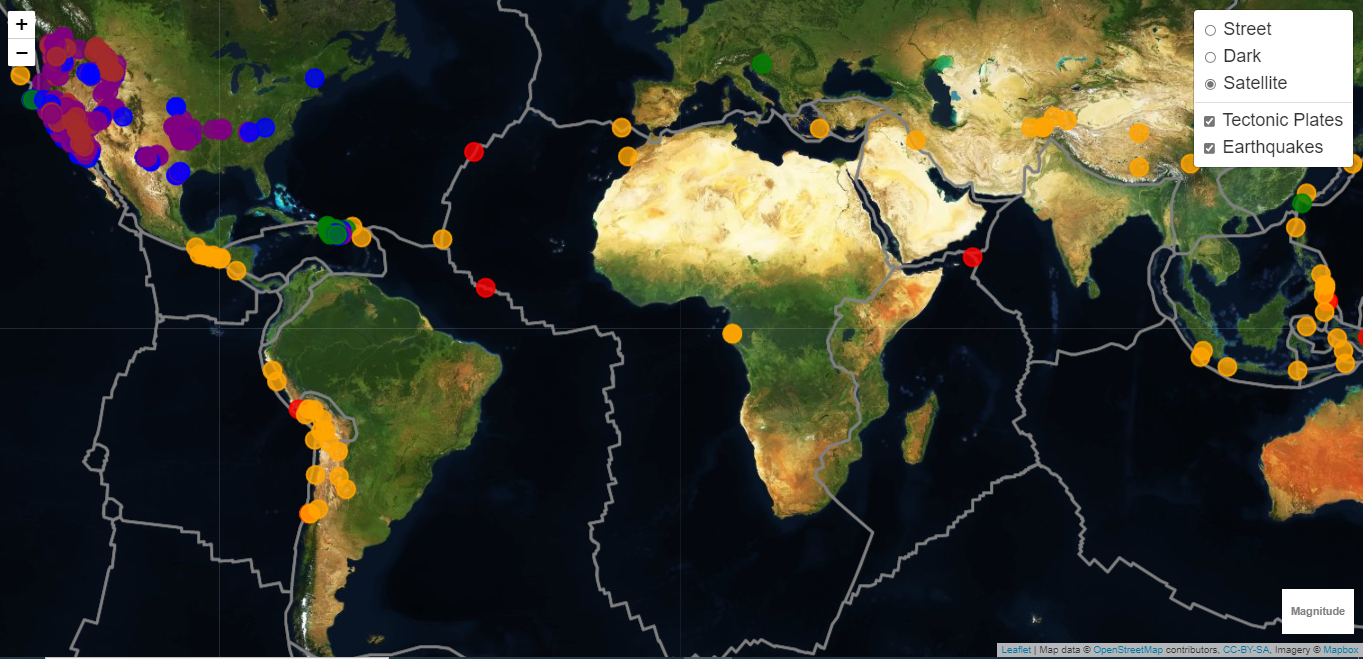 +
−
Street
Dark
Satellite
Tectonic Plates
Earthquakes
Magnitude
Leaflet | Map data © OpenStreetMap contributors, CC-BY-SA, Imagery © Mapbox